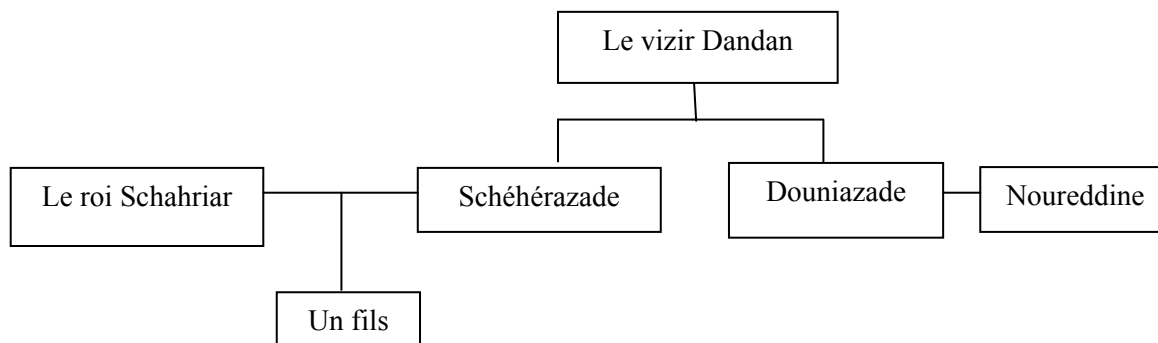 Le vizir Dandan
Le roi Schahriar
Schéhérazade
Douniazade
Noureddine
Un fils